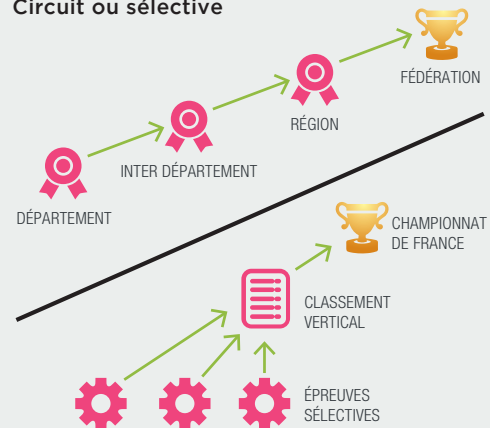 Circuit ou sélective
FÉDÉRATION
RÉGION
INTER DÉPARTEMENT
DÉPARTEMENT
CHAMPIONNAT
DE FRANCE
CLASSEMENT
VERTICAL
ÉPREUVES
SÉLECTIVES